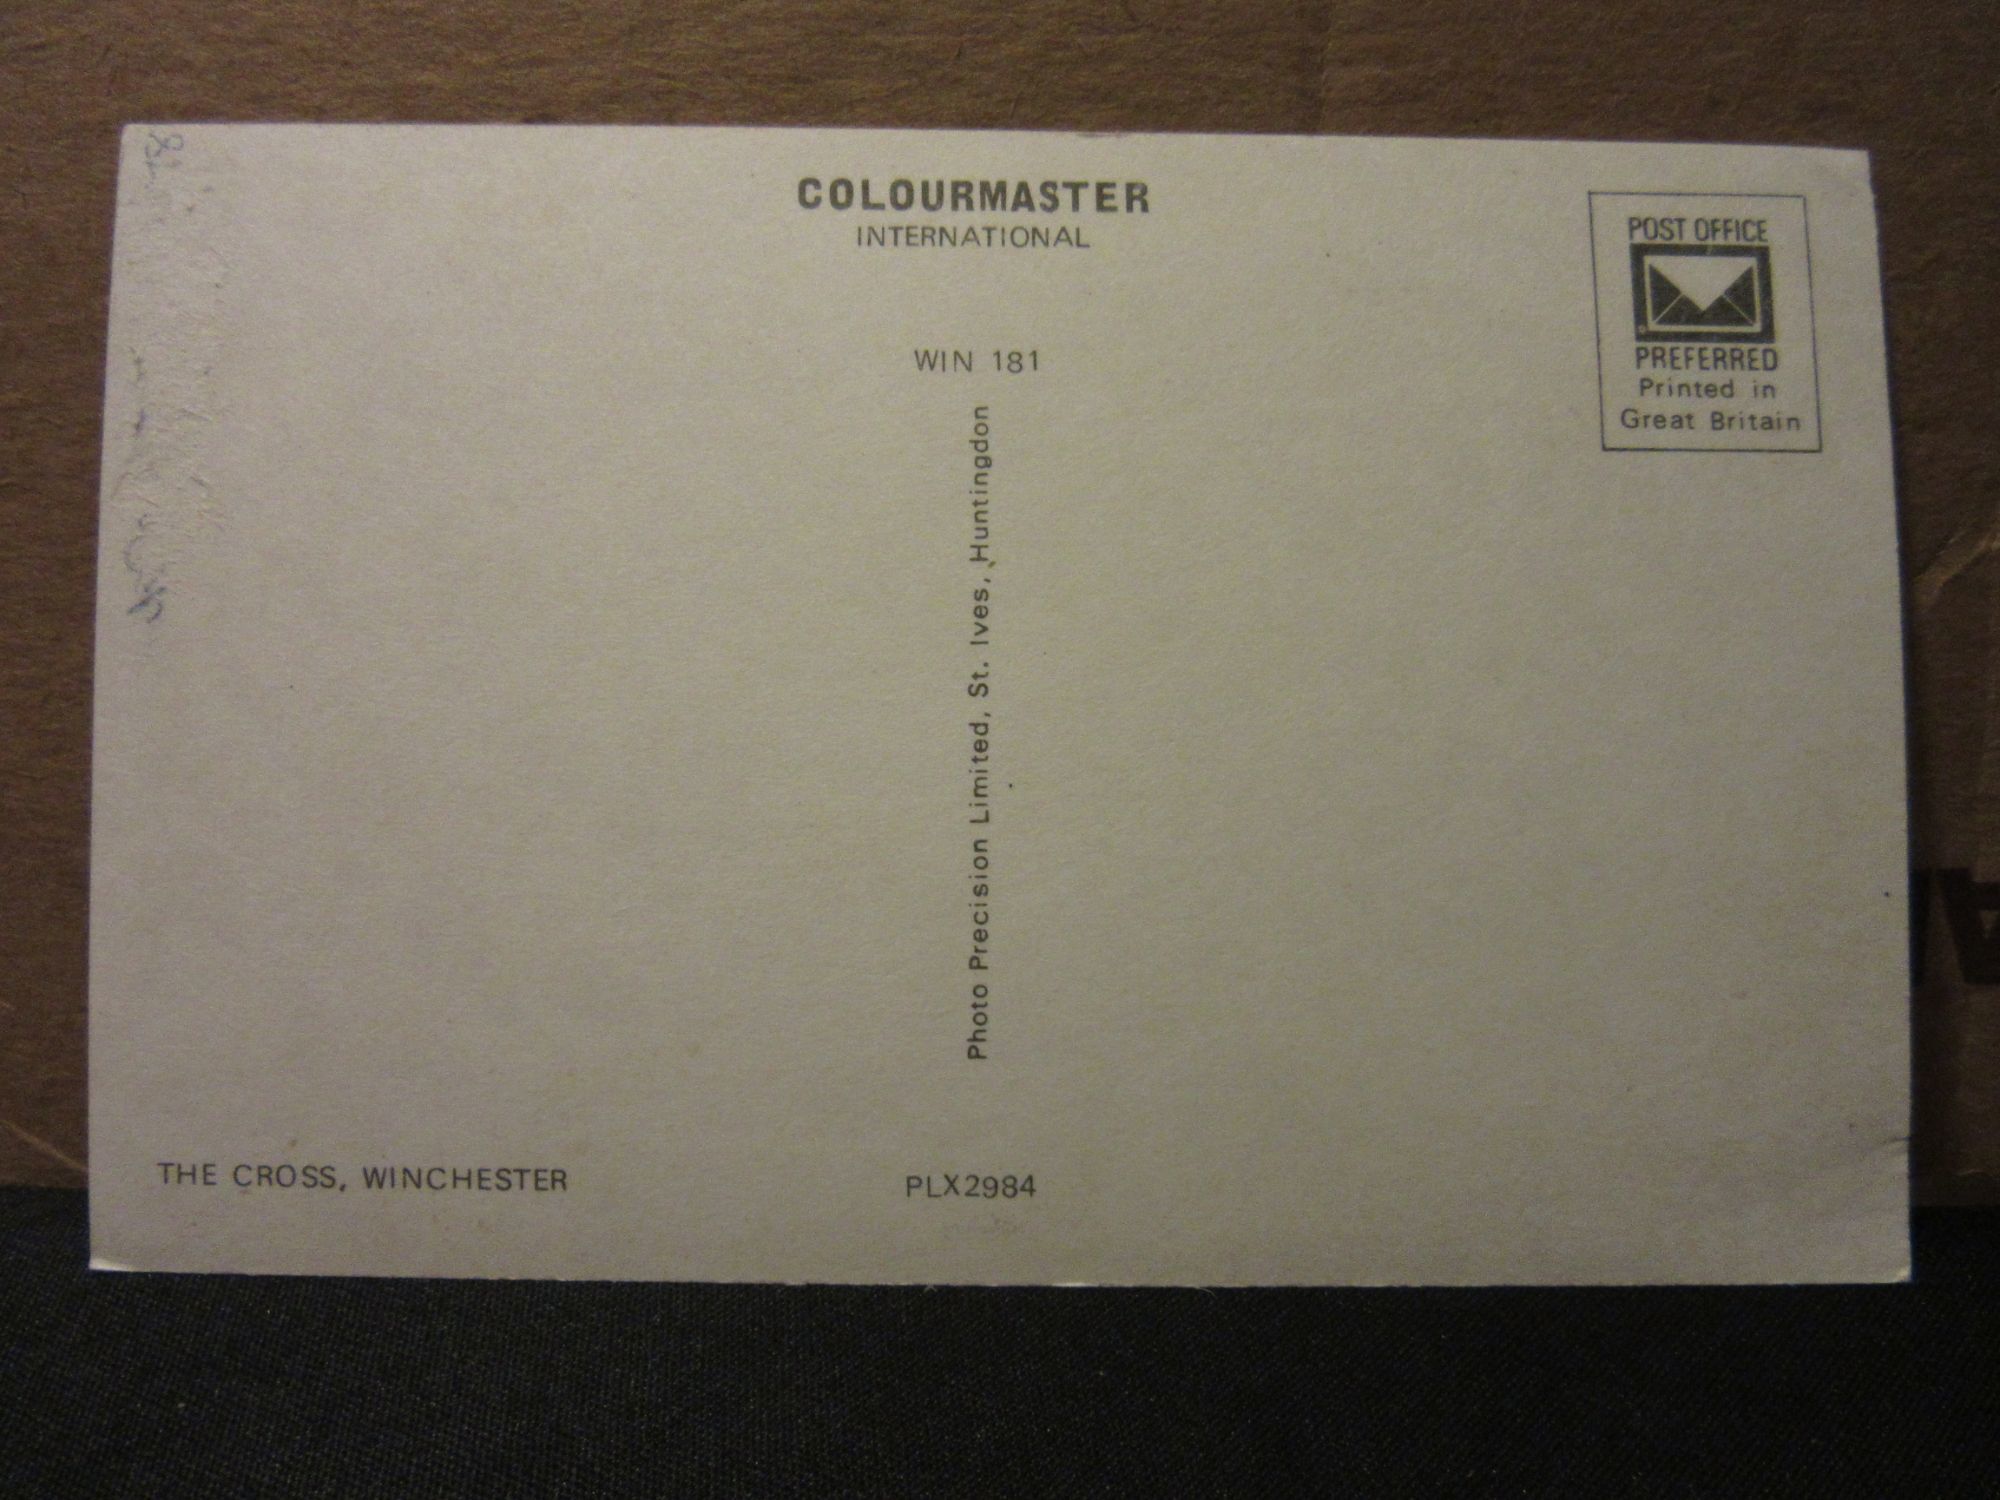 COLOURMASTER
INTERNATIONAL
POST OFFICE
PREFERRED
Printed in
Great Britain
WIN 181
Photo Precision Limited, St. Ives, Huntingdon
THE CROSS, WINCHESTER
PLX2984